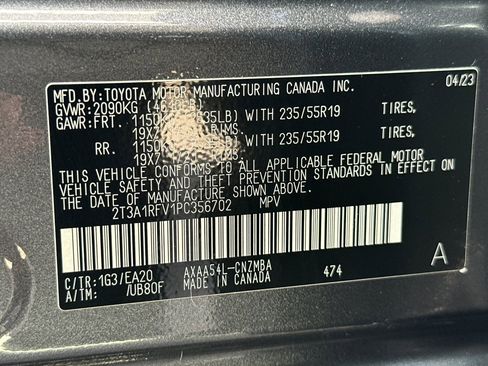 MFD.BY:TOYOTA MOTOR MANUFACTURING CANADA INC.
04/23
GVWR:2090KG
GAWR:FRT. WITH 235/55R19 TIRES,
RR. WITH 235/55R19 TIRES,
THIS VEHICLE CONFORMS TO ALL APPLICABLE FEDERAL MOTOR
VEHICLE SAFETY AND THEFT PREVENTION STANDARDS IN EFFECT
ON THE DATE OF MANUFACTURE SHOWN ABOVE.
2T3A1RFV1PC356702 MPV
A
C/TR:1G3/EA20 AXAA54L-CNZMBA 474
A/TM: /UB80F MADE IN CANADA